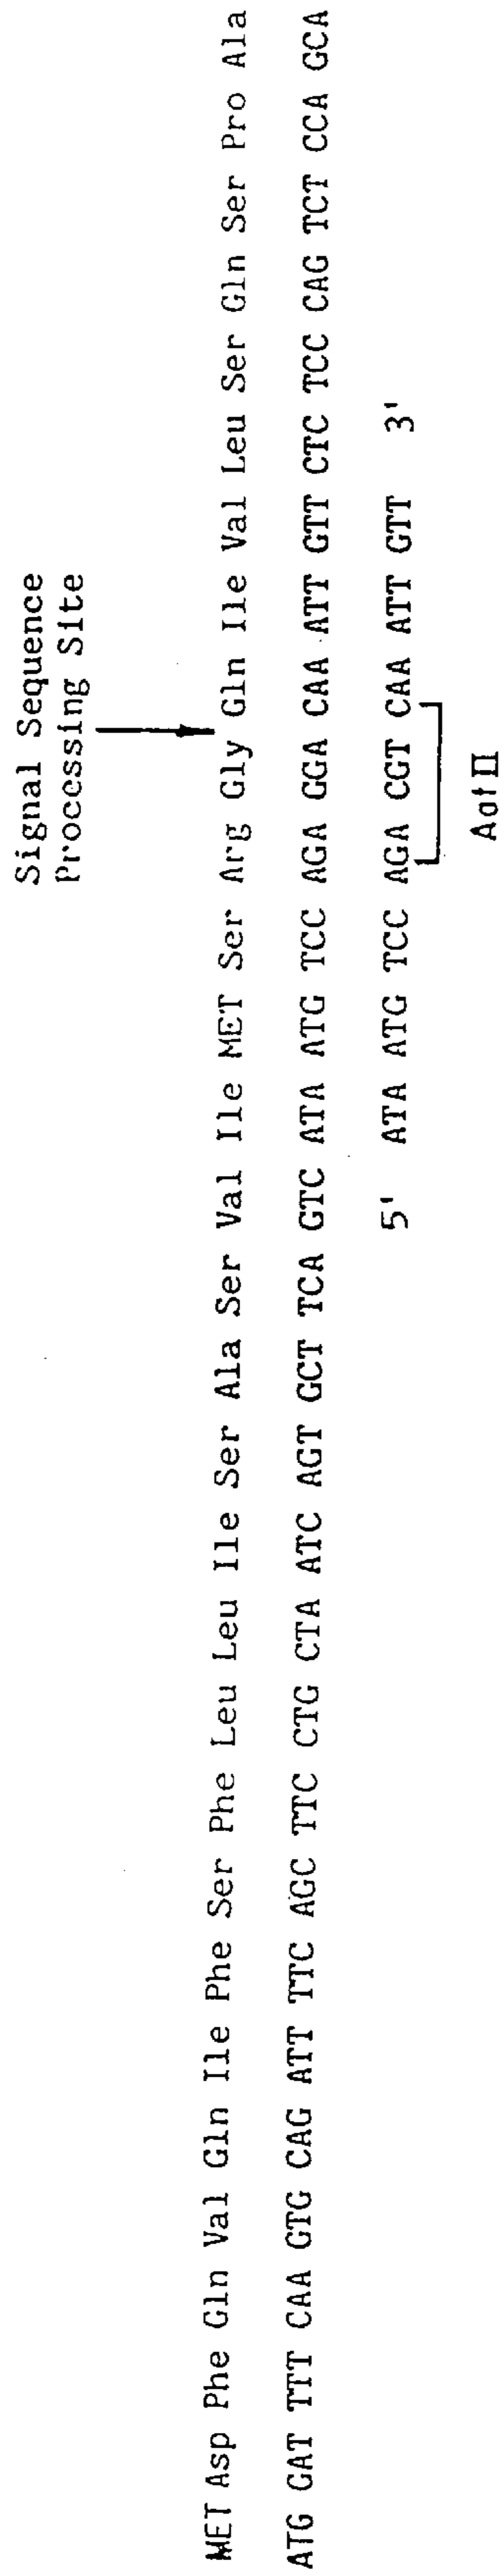 Signal Sequence
Processing Site
MET Asp Phe Gln Val Gln Ile Phe Ser Phe Leu Leu Ile Ser Ala Ser Val Ile MET Ser Arg Gly Gln Ile Val Leu Ser Gln Ser Pro Ala
ATG GAT TTT CAA GTG CAG ATT TTC AGC TTC CTG CTA ATC AGT GCT TCA GTC ATA ATG TCC AGA GGA CAA ATT GTT CTC TCC CAG TCT CCA GCA
5' ATA ATG TCC AGA CGT CAA ATT GTT 3'
AatII